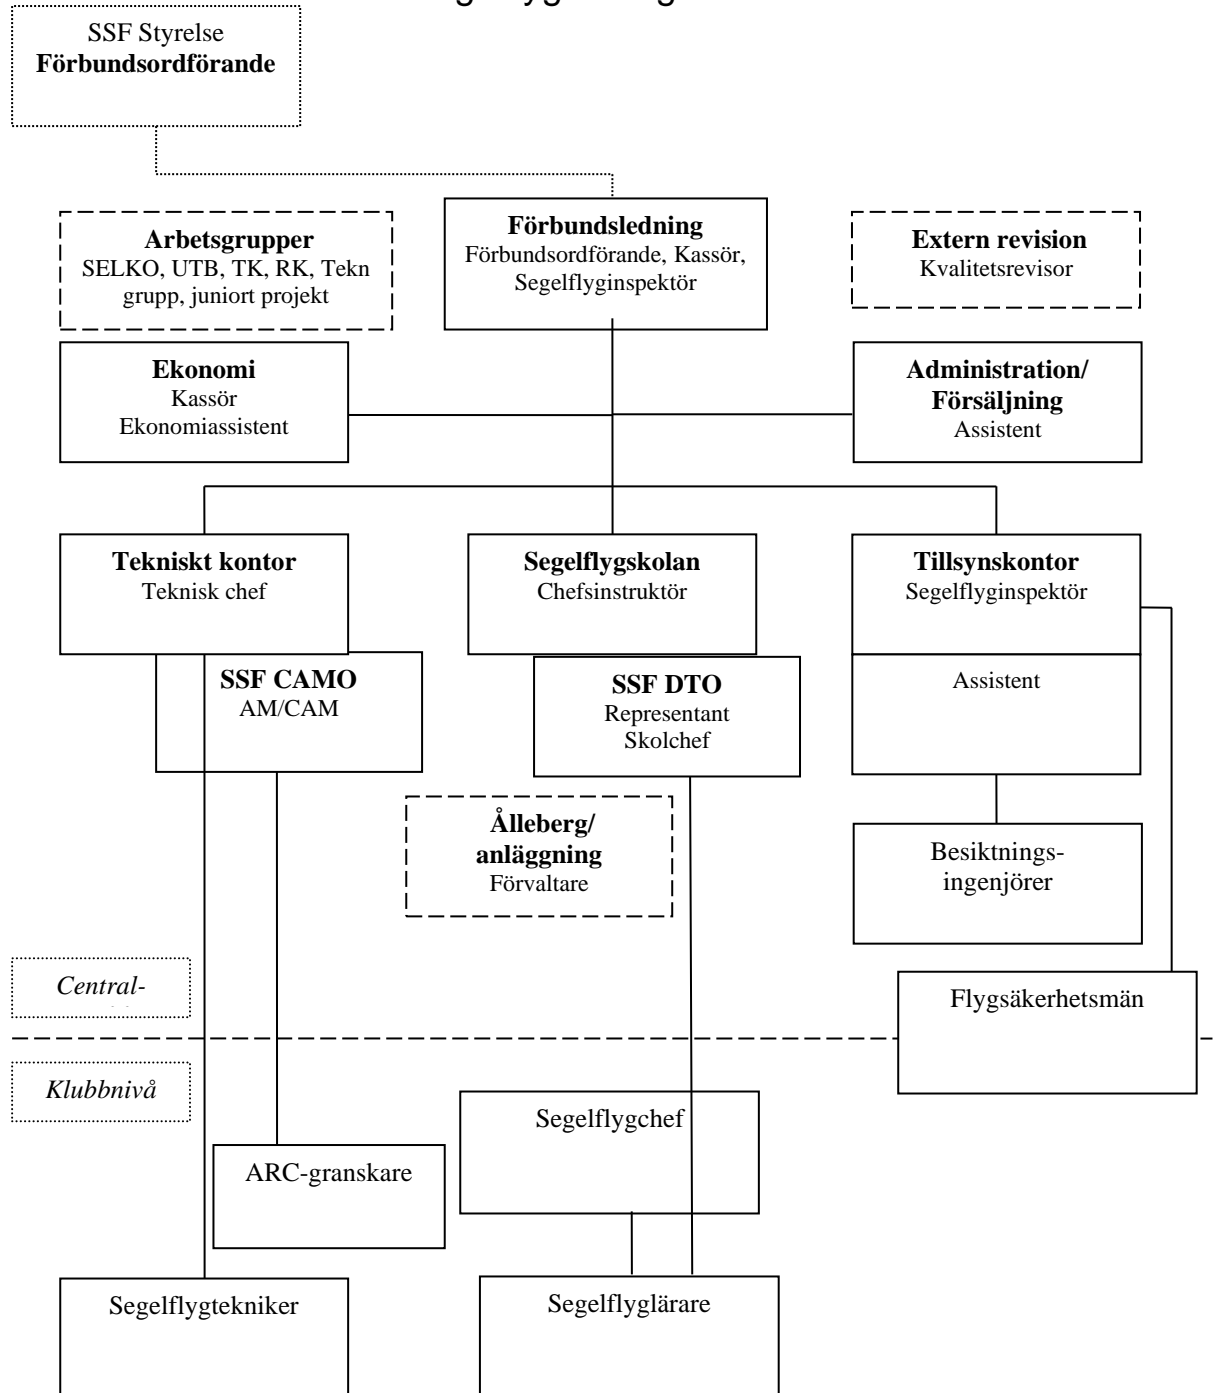 SSF Styrelse
Förbundsordförande
Arbetsgrupper
SELKO, UTB, TK, RK, Tekn
grupp, juniort projekt
Förbundsledning
Förbundsordförande, Kassör,
Segelflyginspektör
Extern revision
Kvalitetsrevisor
Ekonomi
Kassör
Ekonomiassistent
Administration/
Försäljning
Assistent
Tekniskt kontor
Teknisk chef
Segelflygskolan
Chefsinstruktör
Tillsynskontor
Segelflyginspektör
SSF CAMO
AM/CAM
SSF DTO
Representant
Skolchef
Assistent
Ålleberg/
anläggning
Förvaltare
Besiktnings-
ingenjörer
Central-
Flygsäkerhetsmän
Klubbnivå
Segelflygchef
ARC-granskare
Segelflygtekniker
Segelflyglärare